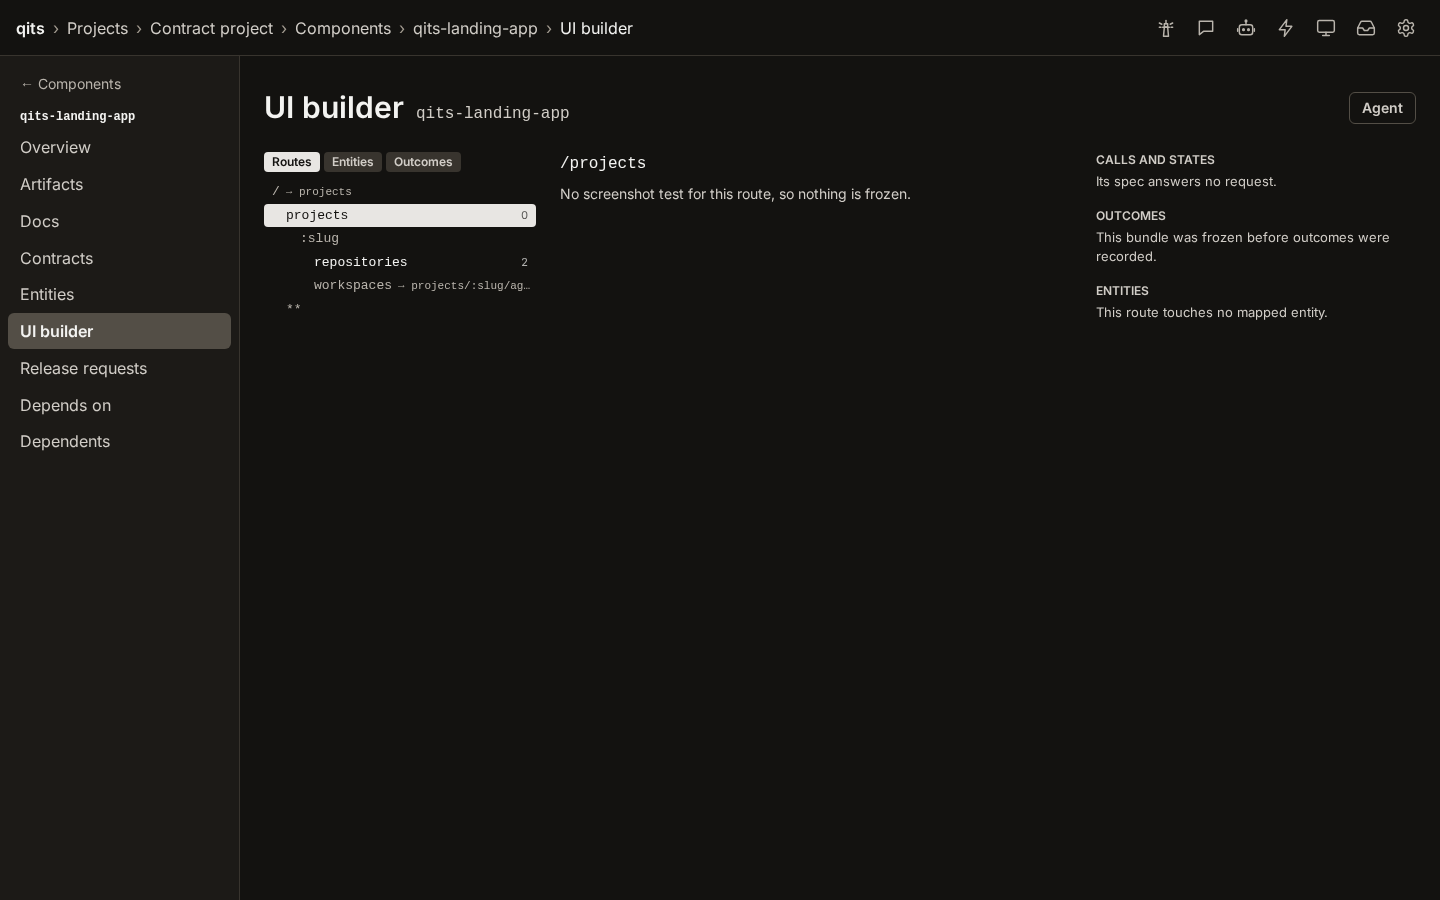 qits › Projects › Contract project › Components › qits-landing-app › UI builder
← Components
qits-landing-app
Overview
Artifacts
Docs
Contracts
Entities
UI builder
Release requests
Depends on
Dependents
UI builder qits-landing-app
Agent
Routes Entities Outcomes
/ → projects
projects 0
:slug
repositories 2
workspaces → projects/:slug/ag…
**
/projects
No screenshot test for this route, so nothing is frozen.
CALLS AND STATES
Its spec answers no request.
OUTCOMES
This bundle was frozen before outcomes were
recorded.
ENTITIES
This route touches no mapped entity.